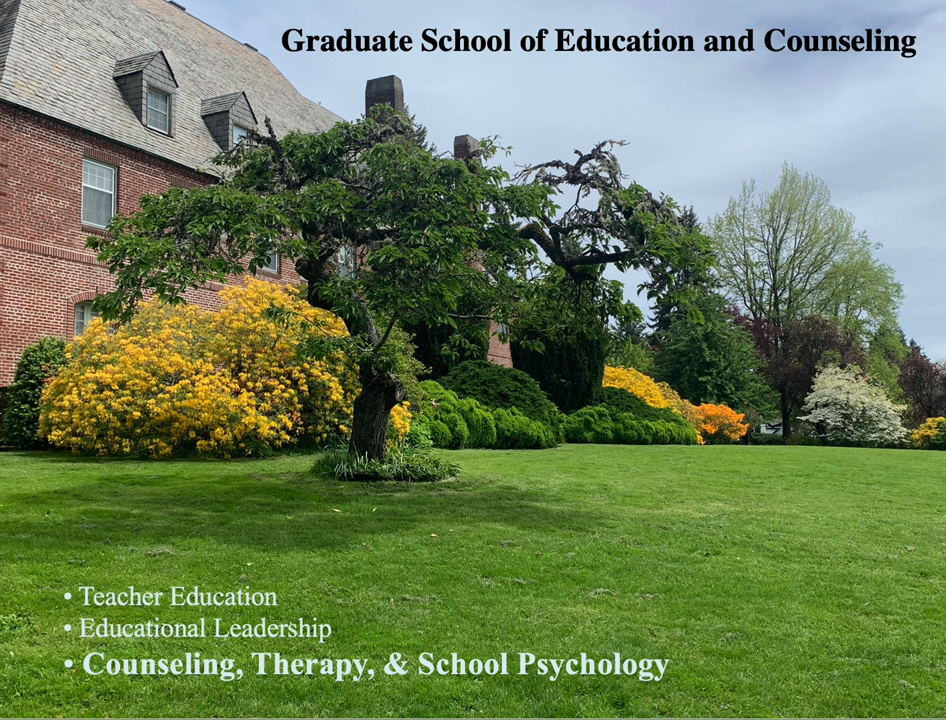 Graduate School of Education and Counseling
• Teacher Education
• Educational Leadership
• Counseling, Therapy, & School Psychology